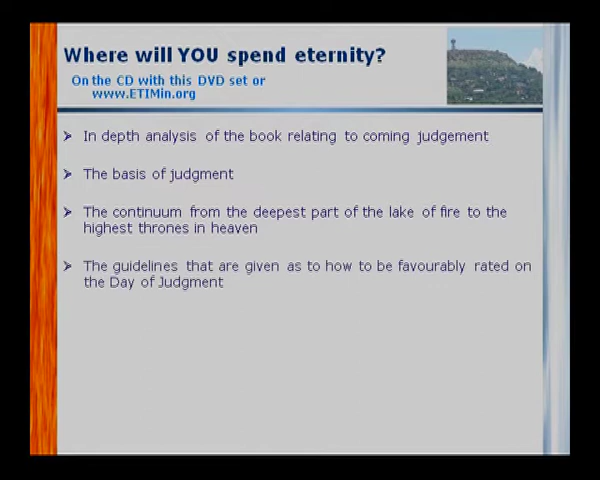 Where will YOU spend eternity?
On the CD with this DVD set or
www.ETIMin.org
In depth analysis of the book relating to coming judgement
The basis of judgment
The continuum from the deepest part of the lake of fire to the
highest thrones in heaven
The guidelines that are given as to how to be favourably rated on
the Day of Judgment